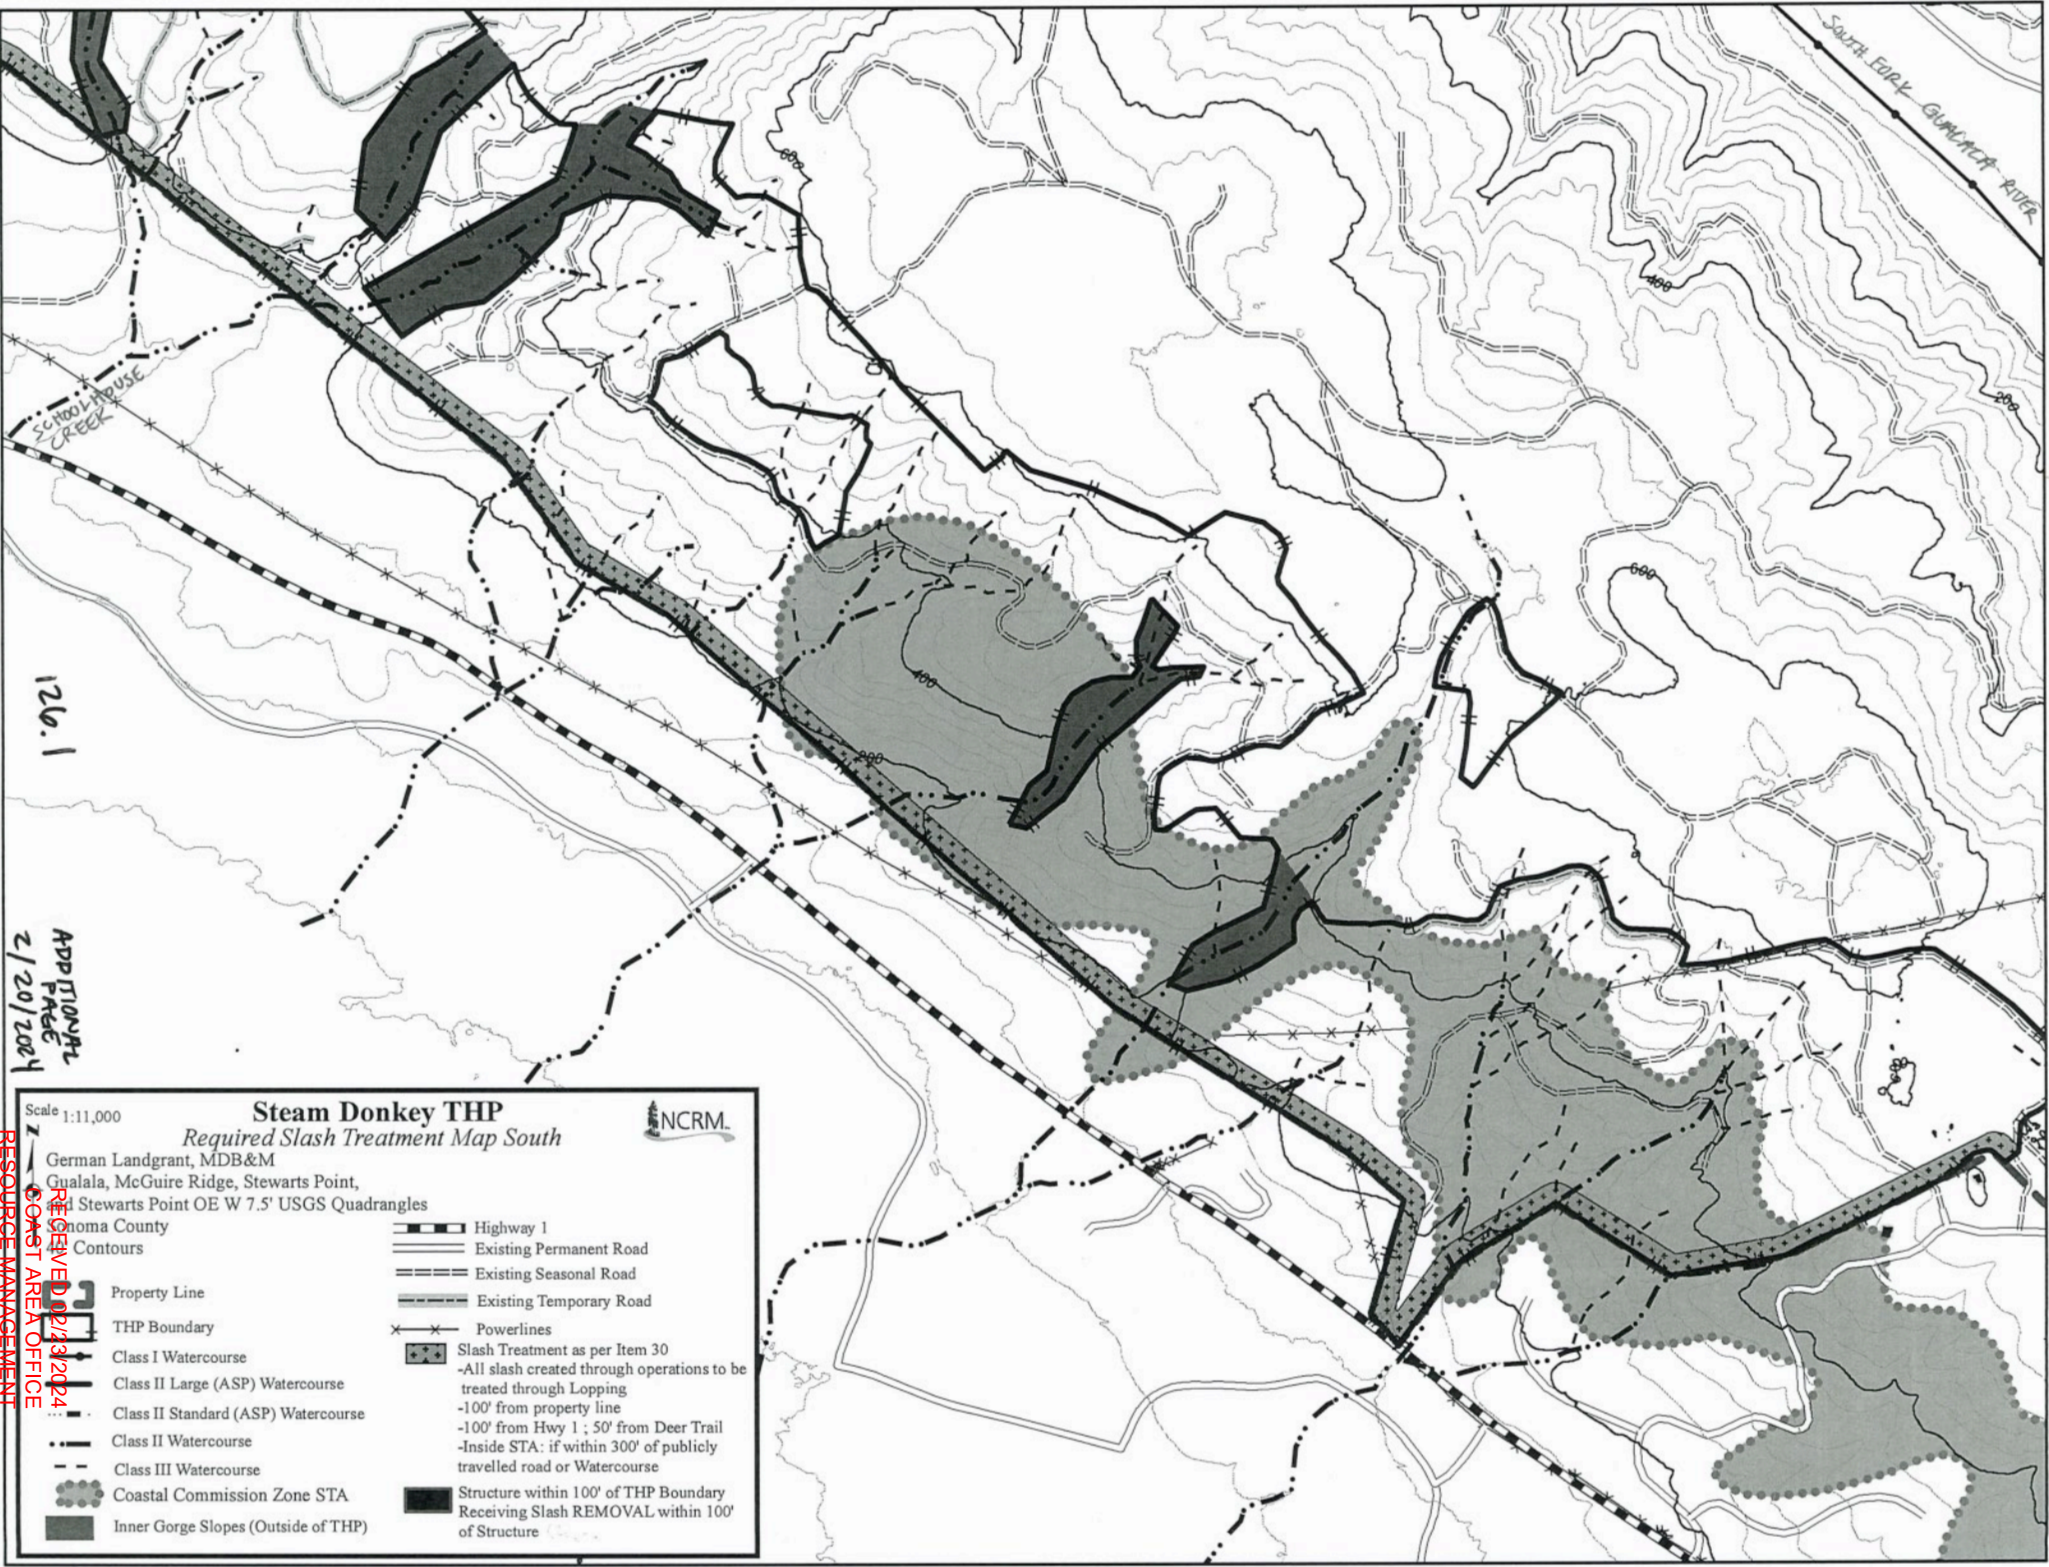 SOUTH FORK GUALALA RIVER
600
400
200
600
400
200
SCHOOLHOUSE
CREEK
126.1
ADDITIONAL
PAGE
2/20/2024
Scale 1:11,000
N
Steam Donkey THP
Required Slash Treatment Map South
NCRM
German Landgrant, MDB&M
Gualala, McGuire Ridge, Stewarts Point,
and Stewarts Point OE W 7.5' USGS Quadrangles
Sonoma County
40' Contours
Property Line
THP Boundary
Class I Watercourse
Class II Large (ASP) Watercourse
Class II Standard (ASP) Watercourse
Class II Watercourse
Class III Watercourse
Coastal Commission Zone STA
Inner Gorge Slopes (Outside of THP)
Highway 1
Existing Permanent Road
Existing Seasonal Road
Existing Temporary Road
Powerlines
Slash Treatment as per Item 30
-All slash created through operations to be
treated through Lopping
-100' from property line
-100' from Hwy 1 ; 50' from Deer Trail
-Inside STA: if within 300' of publicly
travelled road or Watercourse
Structure within 100' of THP Boundary
Receiving Slash REMOVAL within 100'
of Structure
RECEIVED 02/23/2024
COAST AREA OFFICE
RESOURCE MANAGEMENT